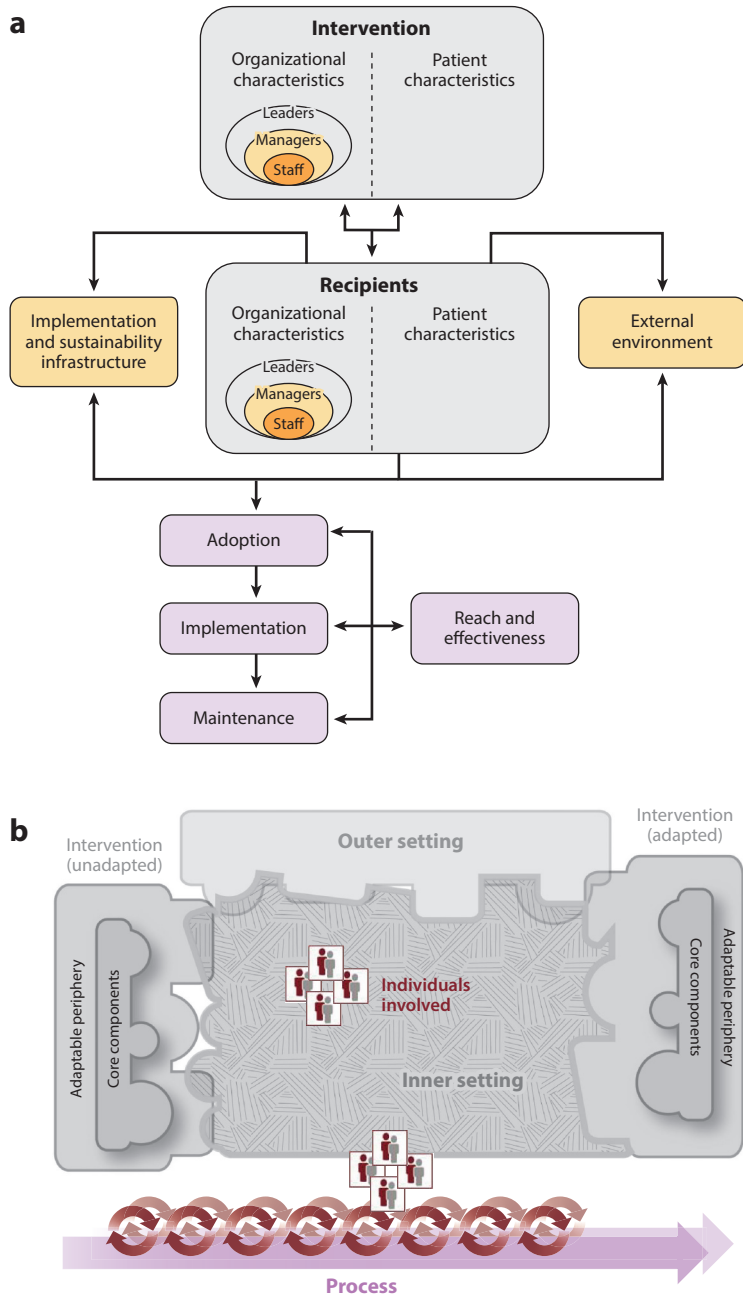 a
Intervention
Organizational
characteristics
Patient
characteristics
Leaders
Managers
Staff
Recipients
Organizational
characteristics
Patient
characteristics
Leaders
Managers
Staff
Implementation
and sustainability
infrastructure
External
environment
Adoption
Implementation
Maintenance
Reach and
effectiveness
b
Intervention
(unadapted)
Outer setting
Intervention
(adapted)
Adaptable periphery
Core components
Individuals
involved
Inner setting
Core components
Adaptable periphery
Process